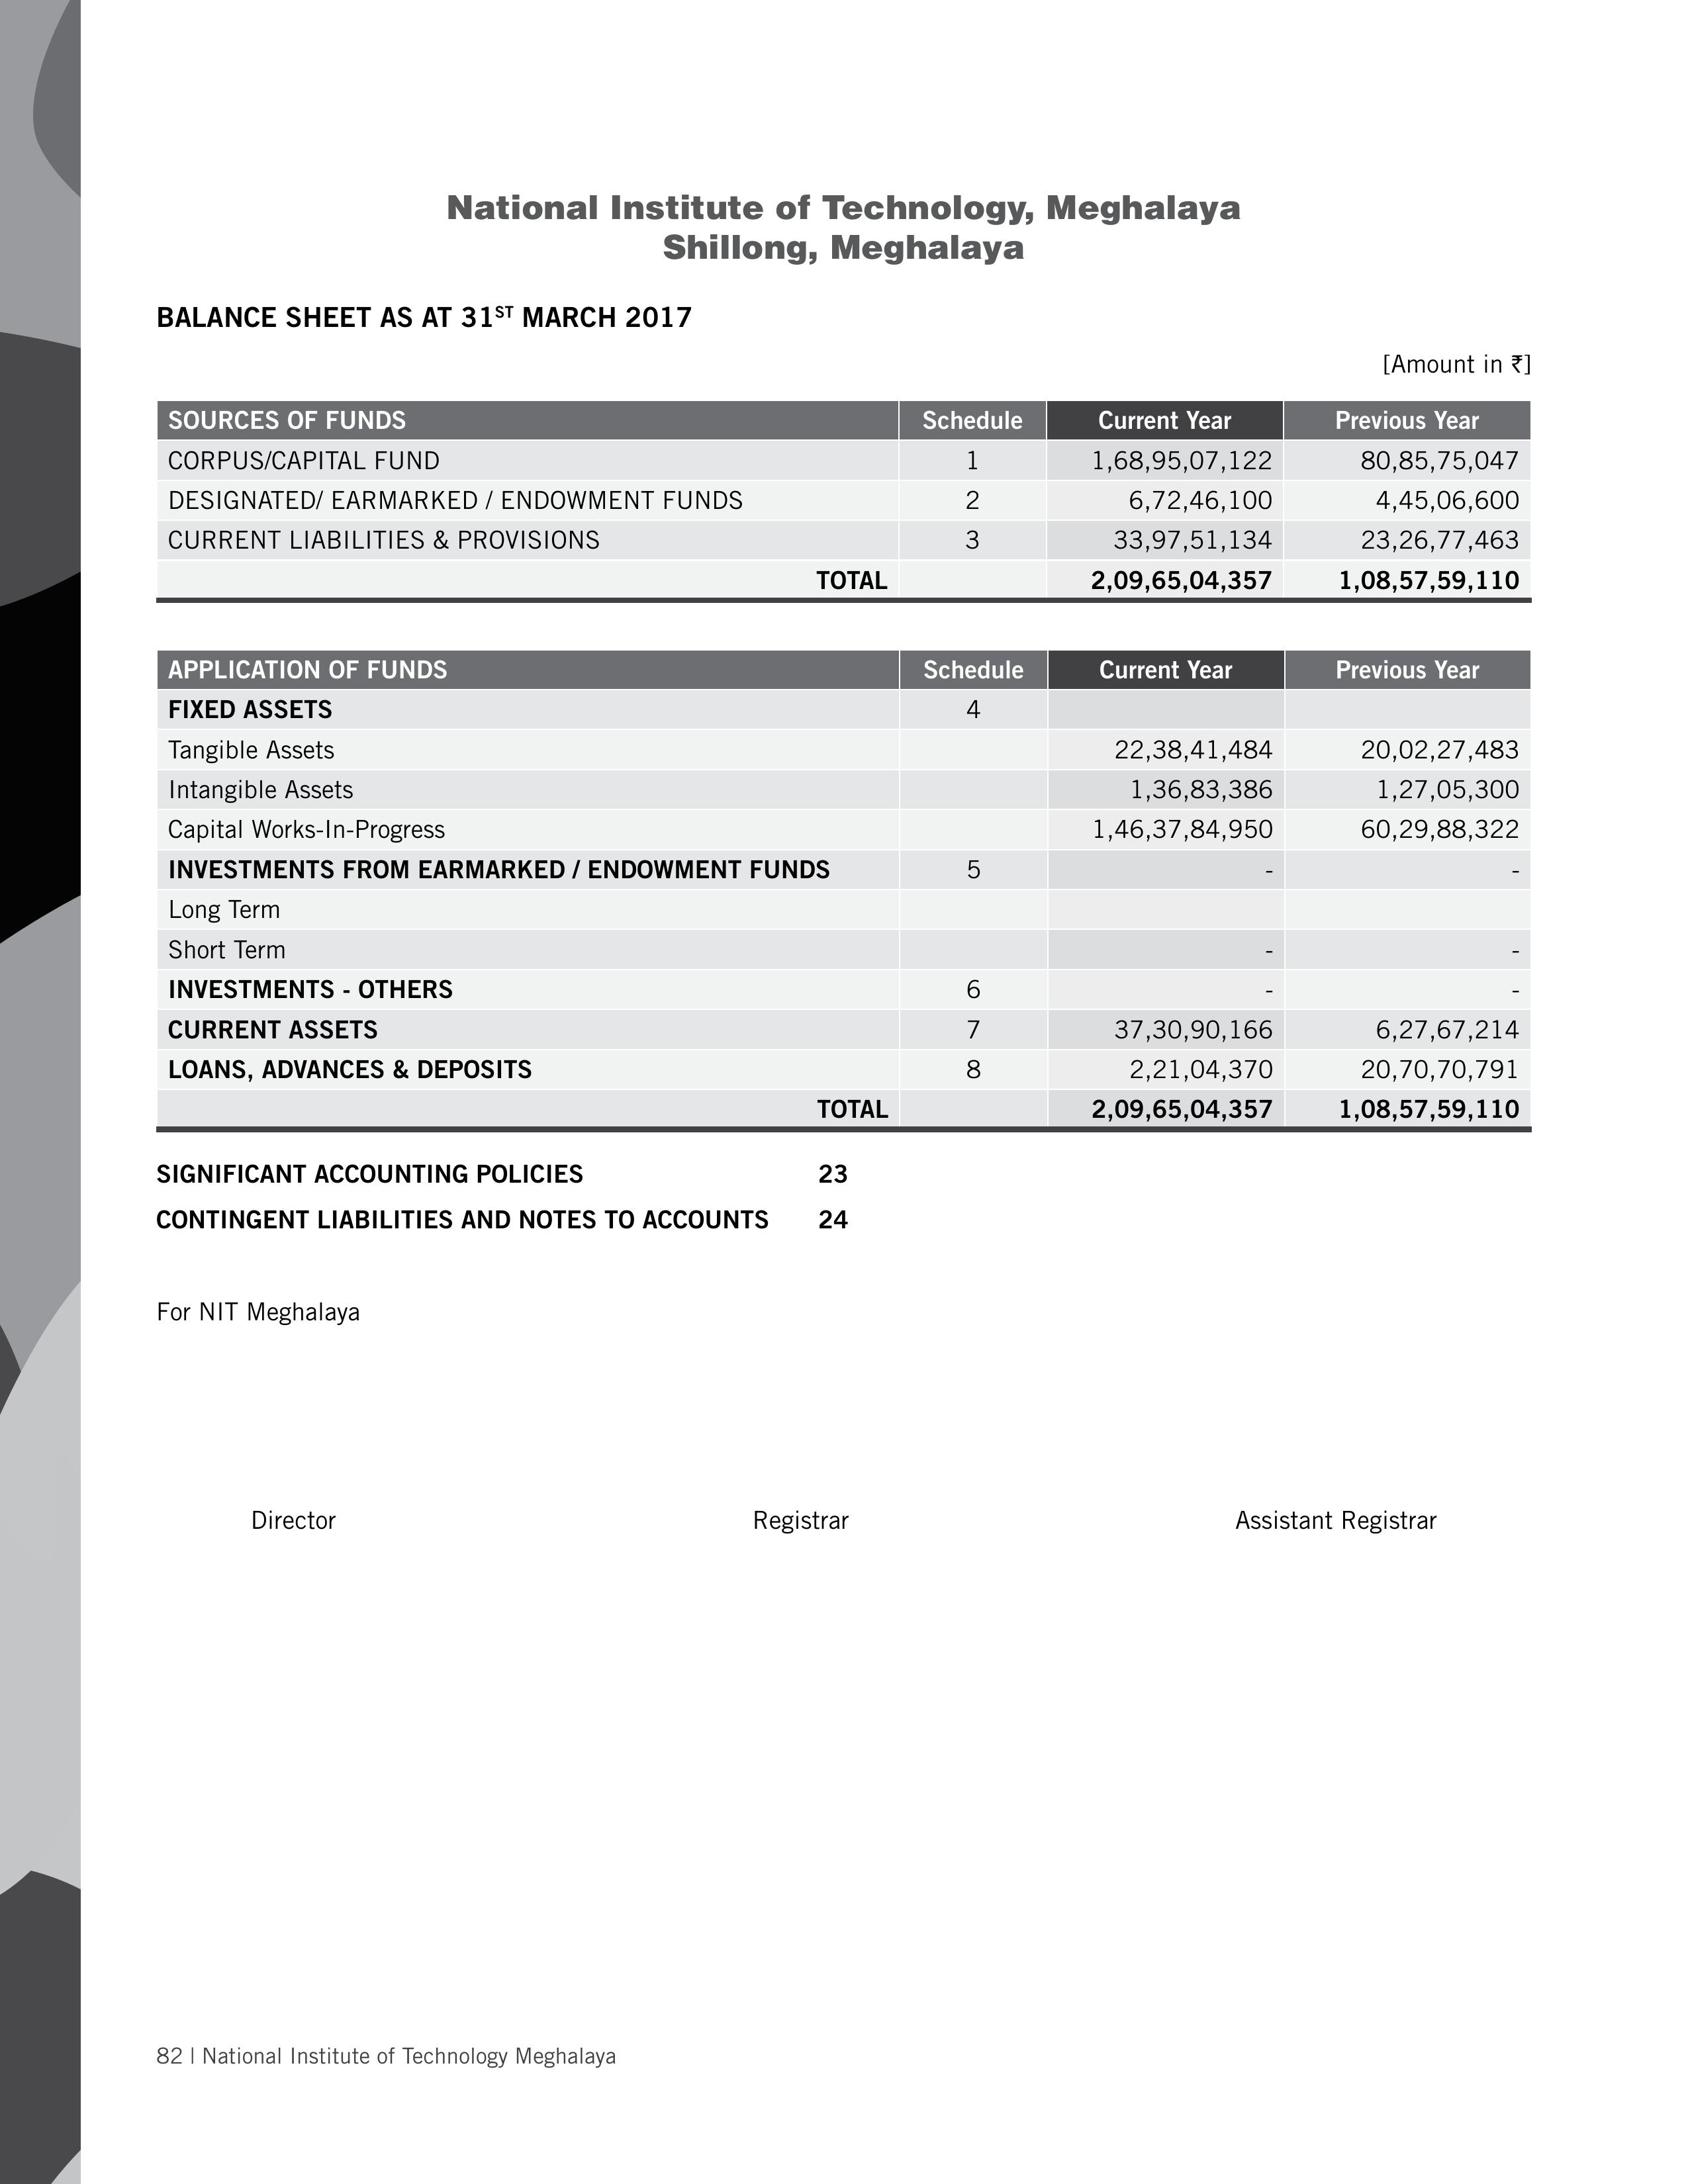 National Institute of Technology, Meghalaya
Shillong, Meghalaya
BALANCE SHEET AS AT 31ST MARCH 2017
[Amount in ₹]
SOURCES OF FUNDS Schedule Current Year Previous Year
CORPUS/CAPITAL FUND 1 1,68,95,07,122 80,85,75,047
DESIGNATED/ EARMARKED / ENDOWMENT FUNDS 2 6,72,46,100 4,45,06,600
CURRENT LIABILITIES & PROVISIONS 3 33,97,51,134 23,26,77,463
TOTAL 2,09,65,04,357 1,08,57,59,110
APPLICATION OF FUNDS Schedule Current Year Previous Year
FIXED ASSETS 4
Tangible Assets 22,38,41,484 20,02,27,483
Intangible Assets 1,36,83,386 1,27,05,300
Capital Works-In-Progress 1,46,37,84,950 60,29,88,322
INVESTMENTS FROM EARMARKED / ENDOWMENT FUNDS 5 - -
Long Term
Short Term - -
INVESTMENTS - OTHERS 6 - -
CURRENT ASSETS 7 37,30,90,166 6,27,67,214
LOANS, ADVANCES & DEPOSITS 8 2,21,04,370 20,70,70,791
TOTAL 2,09,65,04,357 1,08,57,59,110
SIGNIFICANT ACCOUNTING POLICIES 23
CONTINGENT LIABILITIES AND NOTES TO ACCOUNTS 24
For NIT Meghalaya
Director Registrar Assistant Registrar
82 | National Institute of Technology Meghalaya